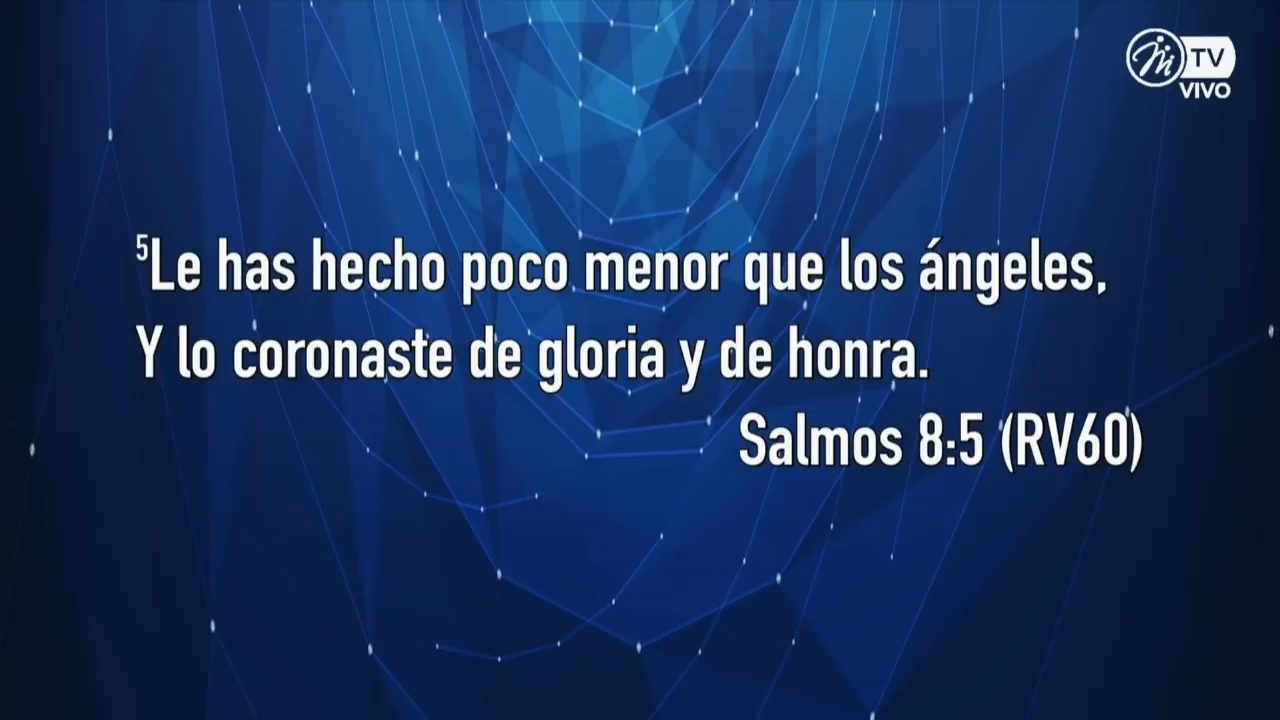 TV
VIVO
⁵Le has hecho poco menor que los ángeles,
Y lo coronaste de gloria y de honra.
Salmos 8:5 (RV60)